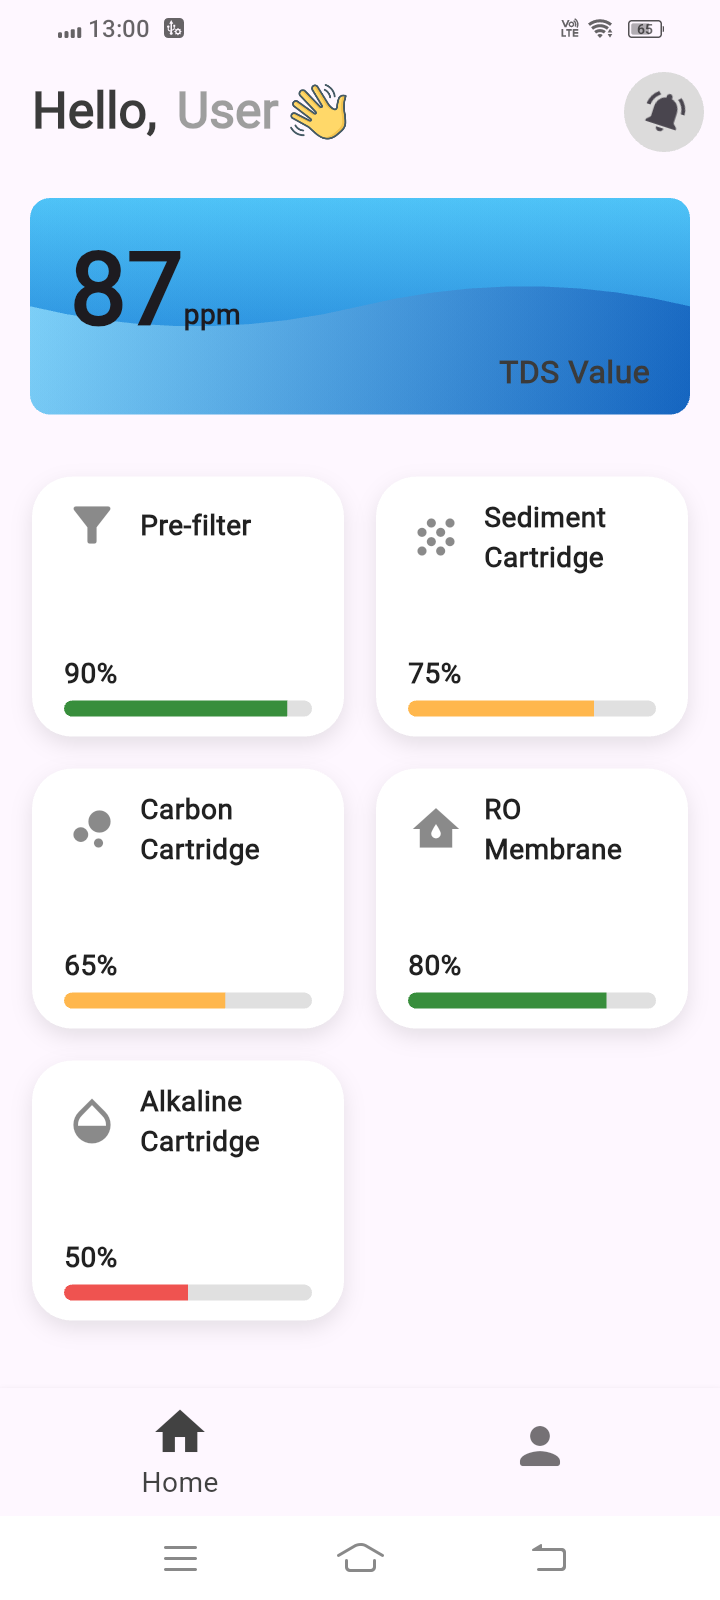 13:00
Vo)) LTE
65
Hello, User 👋
87 ppm
TDS Value
Pre-filter
90%
Sediment
Cartridge
75%
Carbon
Cartridge
65%
RO
Membrane
80%
Alkaline
Cartridge
50%
Home